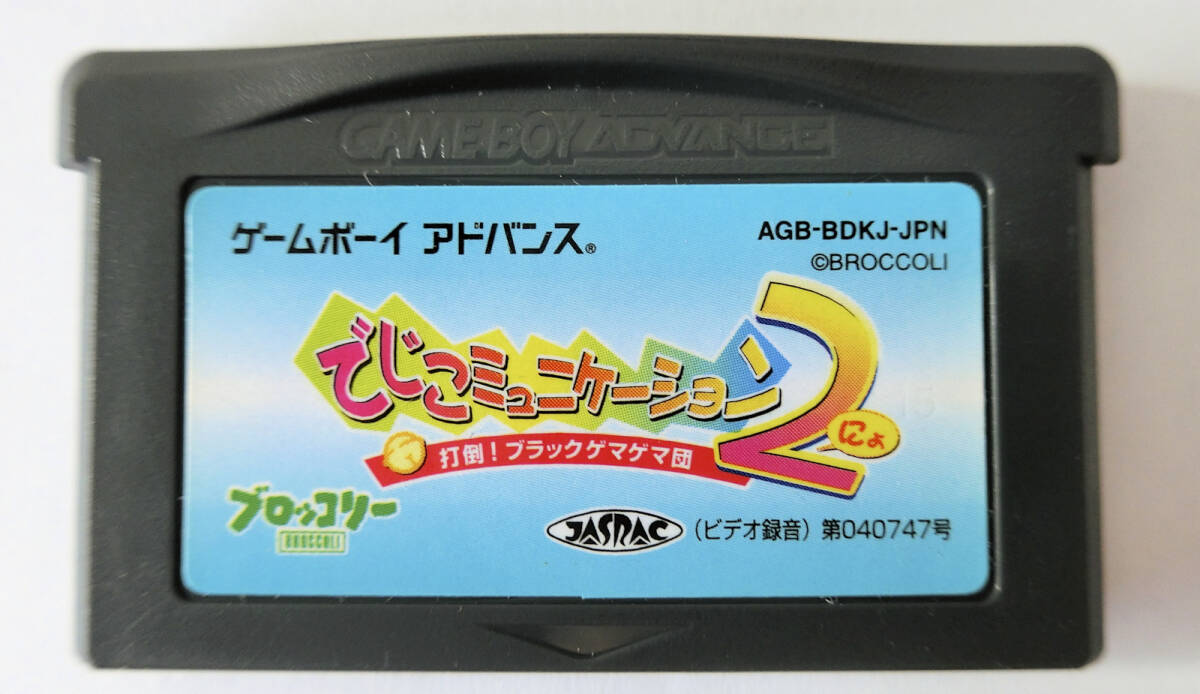 GAME BOY ADVANCE
ゲームボーイ アドバンス®
AGB-BDKJ-JPN
©BROCCOLI
でじこミュニケーション2
にょ
打倒!ブラックゲマゲマ団
ブロッコリー
BROCCOLI
JASRAC (ビデオ録音) 第040747号
15